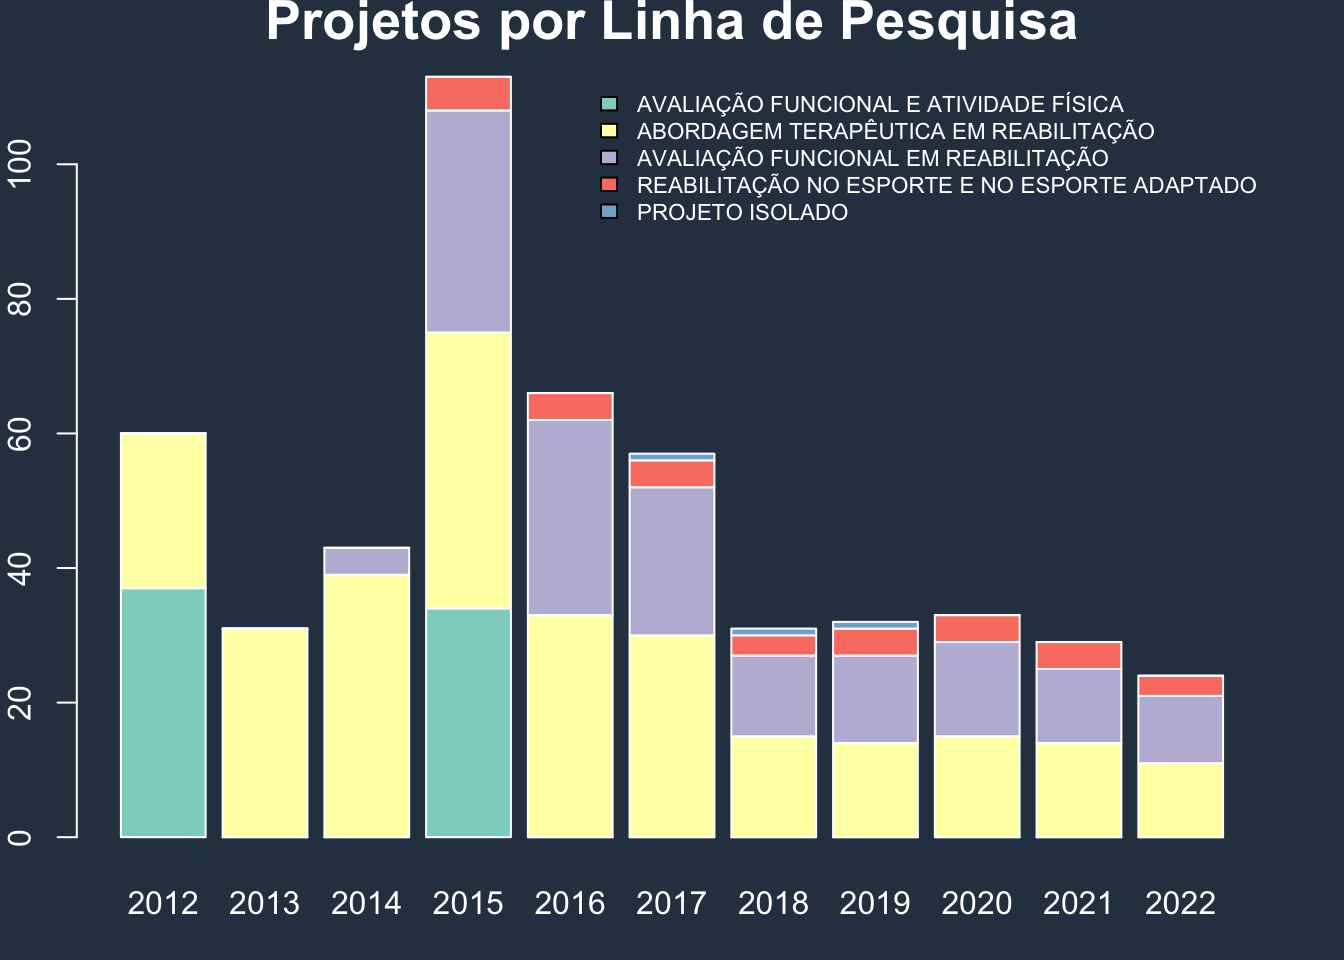 Projetos por Linha de Pesquisa
AVALIAÇÃO FUNCIONAL E ATIVIDADE FÍSICA
ABORDAGEM TERAPÊUTICA EM REABILITAÇÃO
AVALIAÇÃO FUNCIONAL EM REABILITAÇÃO
REABILITAÇÃO NO ESPORTE E NO ESPORTE ADAPTADO
PROJETO ISOLADO
100
80
60
40
20
0
2012 2013 2014 2015 2016 2017 2018 2019 2020 2021 2022